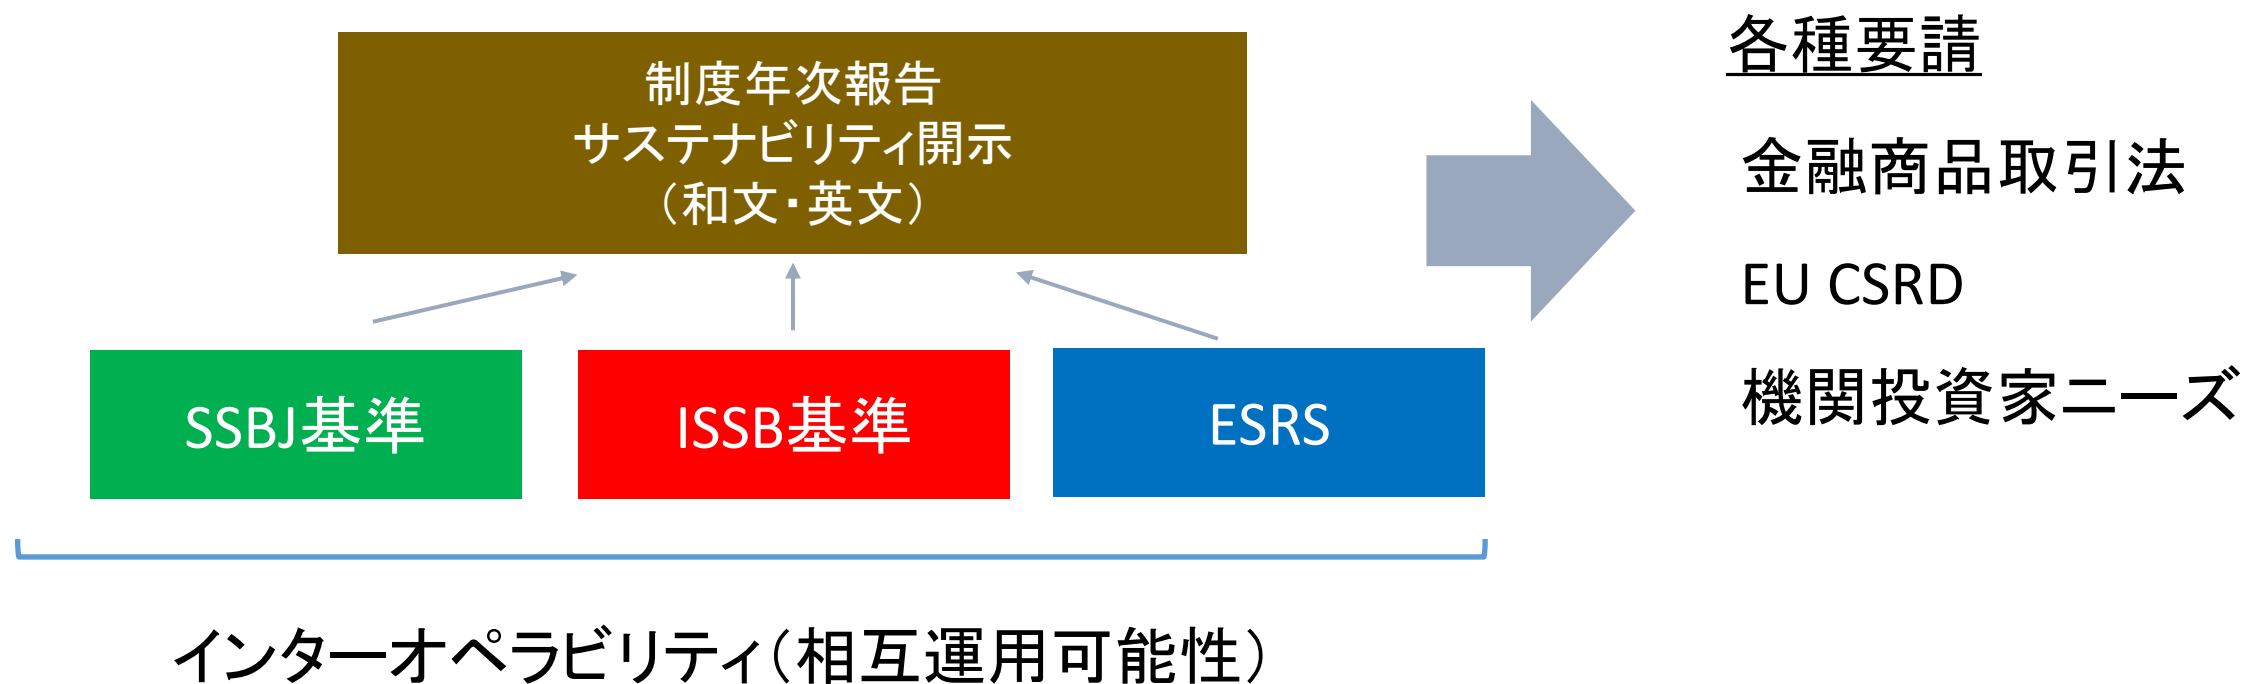 制度年次報告
サステナビリティ開示
（和文・英文）
SSBJ基準
ISSB基準
ESRS
インターオペラビリティ（相互運用可能性）
各種要請
金融商品取引法
EU CSRD
機関投資家ニーズ